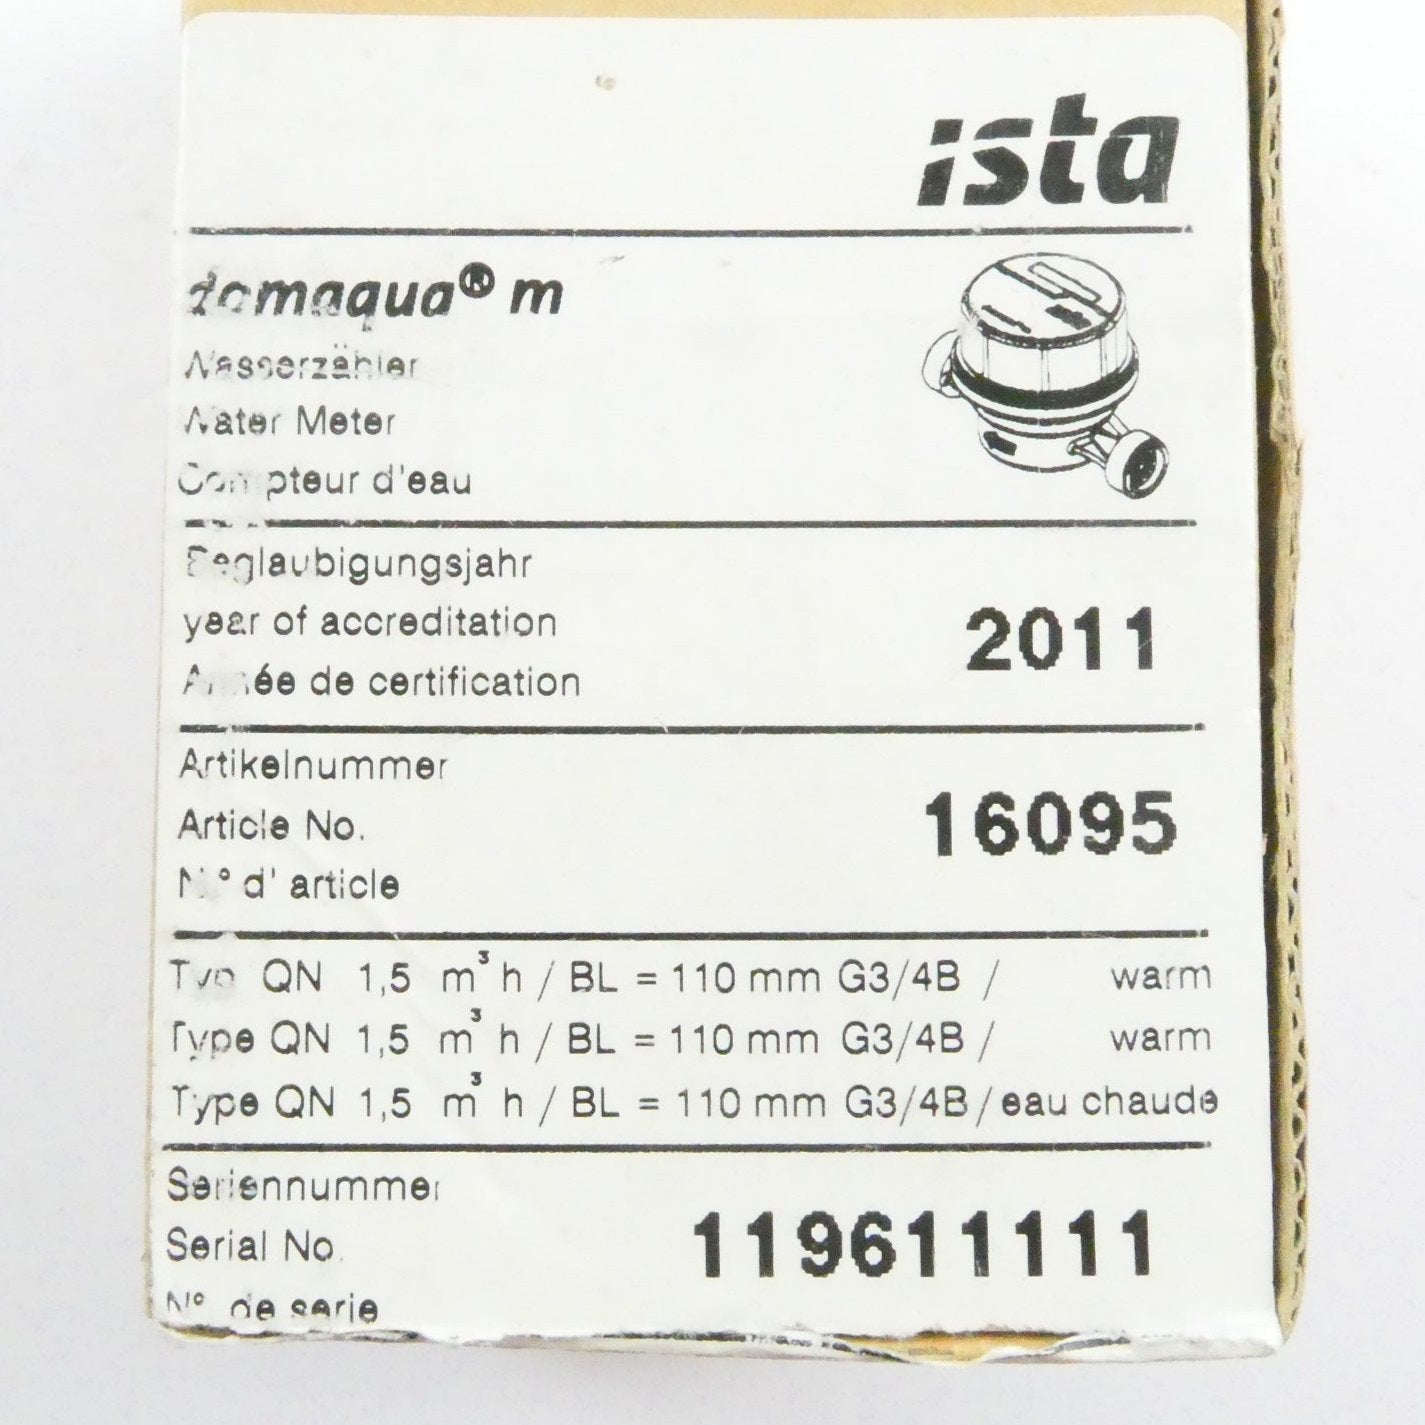 ista
domaqua® m
Wasserzähler
Water Meter
Compteur d'eau
Beglaubigungsjahr
year of accreditation
2011
Année de certification
Artikelnummer
Article No.
16095
N.° d' article
Typ QN 1,5 m³ h / BL = 110 mm G3/4B / warm
Type QN 1,5 m³ h / BL = 110 mm G3/4B / warm
Type QN 1,5 m³ h / BL = 110 mm G3/4B / eau chaude
Seriennummer
Serial No.
119611111
N° de serie